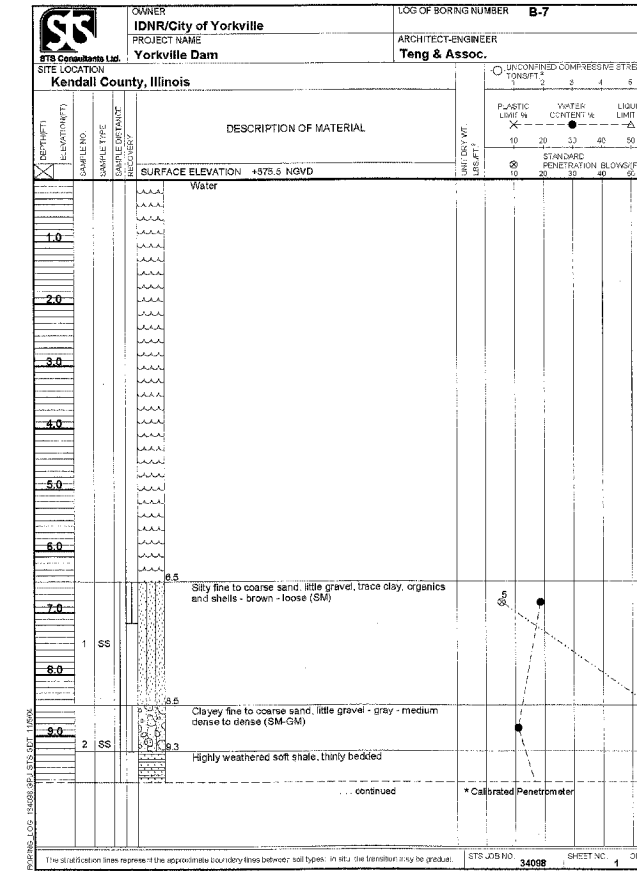 STS
STS Consultants Ltd.
OWNER
IDNR/City of Yorkville
LOG OF BORING NUMBER B-7
PROJECT NAME
Yorkville Dam
ARCHITECT-ENGINEER
Teng & Assoc.
SITE LOCATION
Kendall County, Illinois
UNCONFINED COMPRESSIVE STRE
TONS/FT.²
1 2 3 4 5
PLASTIC LIMIT %
WATER CONTENT %
LIQUI
LIMIT
10 20 30 40 50
STANDARD
PENETRATION BLOWS/(F
10 20 30 40 50
DEPTH(FT)
ELEVATION(FT)
SAMPLE NO.
SAMPLE TYPE
SAMPLE DISTANCE
RECOVERY
DESCRIPTION OF MATERIAL
UNIT DRY WT.
LBS./FT.³
SURFACE ELEVATION +575.5 NGVD
Water
1.0
2.0
3.0
4.0
5.0
6.0
6.5
Silty fine to coarse sand, little gravel, trace clay, organics
and shells - brown - loose (SM)
5
7.0
1 SS
8.0
8.5
Clayey fine to coarse sand, little gravel - gray - medium
dense to dense (SM-GM)
9.0
2 SS
9.3
Highly weathered soft shale, thinly bedded
... continued
* Calibrated Penetrometer
BORING_LOG 134098.GPJ STS.GDT 11/5/04
The stratification lines represent the approximate boundary lines between soil types: in situ, the transition may be gradual.
STS JOB NO.
34098
SHEET NO.
1